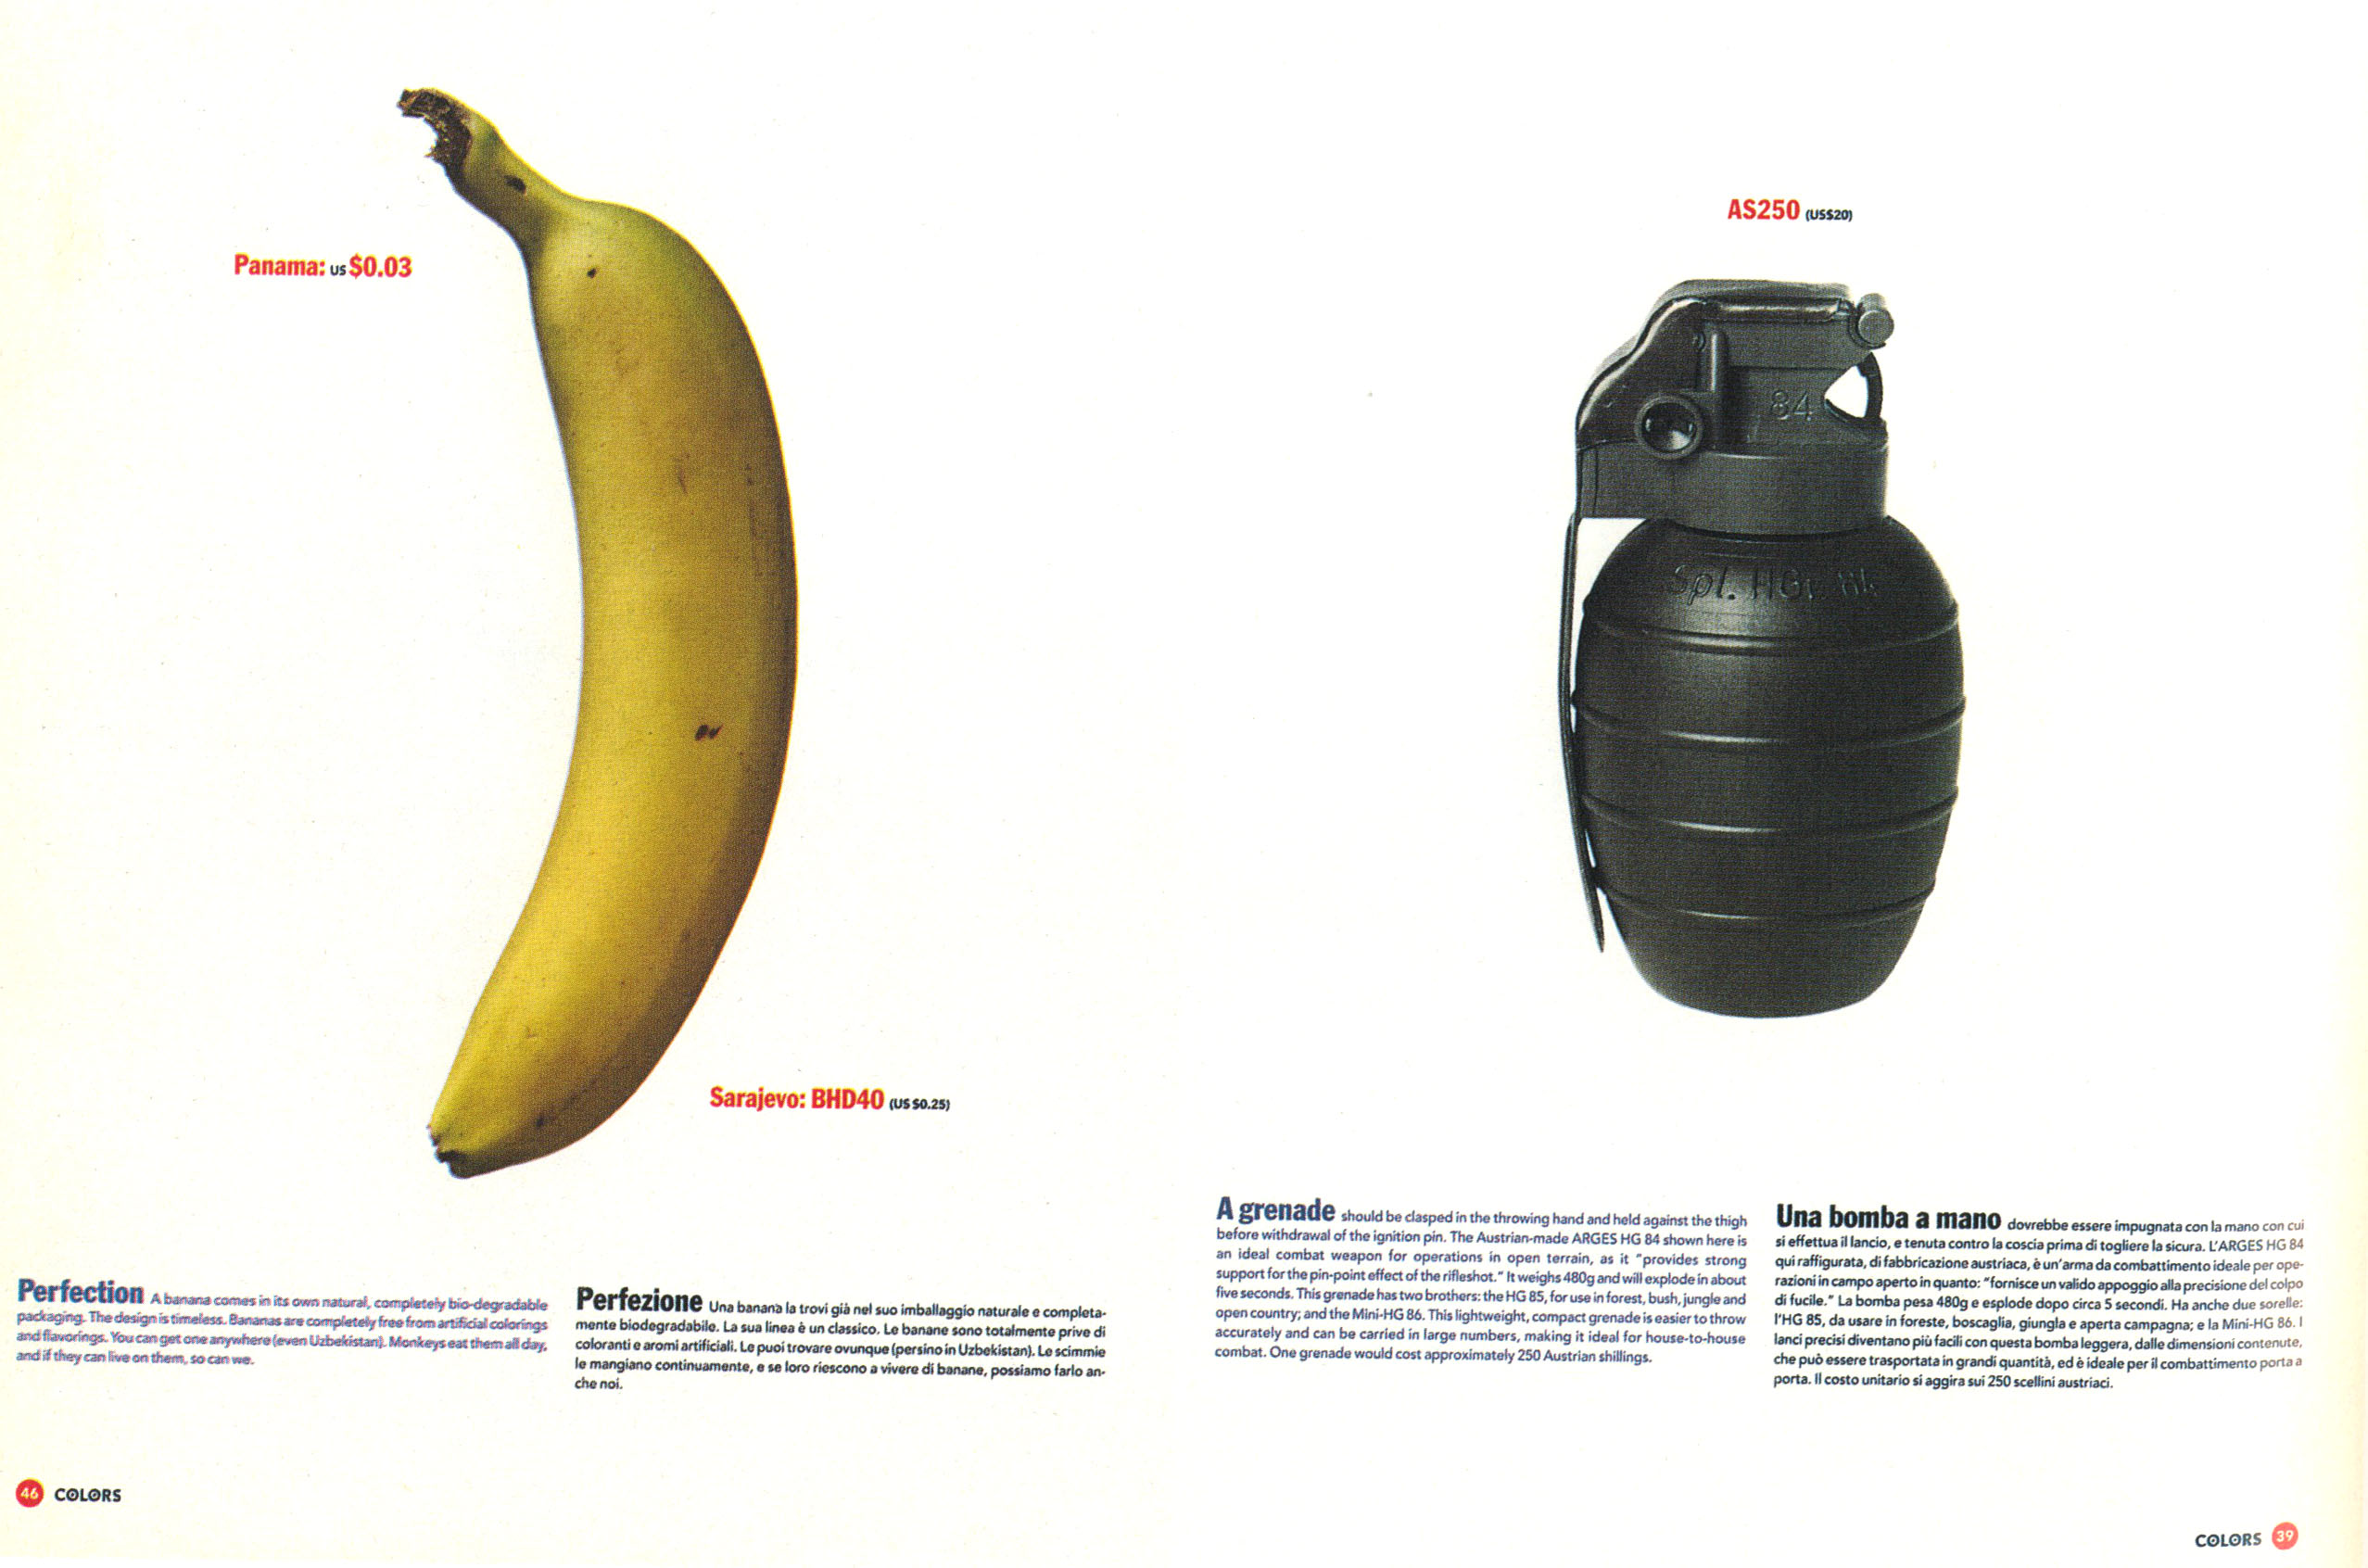 Panama: US $0.03
Sarajevo: BHD40 (US $0.25)
Perfection A banana comes in its own natural, completely bio-degradable
packaging. The design is timeless. Bananas are completely free from artificial colorings
and flavorings. You can get one anywhere (even Uzbekistan). Monkeys eat them all day,
and if they can live on them, so can we.
Perfezione Una banana la trovi già nel suo imballaggio naturale e completa-
mente biodegradabile. La sua linea è un classico. Le banane sono totalmente prive di
coloranti e aromi artificiali. Le puoi trovare ovunque (persino in Uzbekistan). Le scimmie
le mangiano continuamente, e se loro riescono a vivere di banane, possiamo farlo an-
che noi.
46 COLORS
AS250 (US$20)
84
Spl. HGr. 84
A grenade should be clasped in the throwing hand and held against the thigh
before withdrawal of the ignition pin. The Austrian-made ARGES HG 84 shown here is
an ideal combat weapon for operations in open terrain, as it "provides strong
support for the pin-point effect of the rifleshot." It weighs 480g and will explode in about
five seconds. This grenade has two brothers: the HG 85, for use in forest, bush, jungle and
open country; and the Mini-HG 86. This lightweight, compact grenade is easier to throw
accurately and can be carried in large numbers, making it ideal for house-to-house
combat. One grenade would cost approximately 250 Austrian shillings.
Una bomba a mano dovrebbe essere impugnata con la mano con cui
si effettua il lancio, e tenuta contro la coscia prima di togliere la sicura. L'ARGES HG 84
qui raffigurata, di fabbricazione austriaca, è un'arma da combattimento ideale per ope-
razioni in campo aperto in quanto: "fornisce un valido appoggio alla precisione del colpo
di fucile." La bomba pesa 480g e esplode dopo circa 5 secondi. Ha anche due sorelle:
l'HG 85, da usare in foreste, boscaglia, giungla e aperta campagna; e la Mini-HG 86. I
lanci precisi diventano più facili con questa bomba leggera, dalle dimensioni contenute,
che può essere trasportata in grandi quantità, ed è ideale per il combattimento porta a
porta. Il costo unitario si aggira sui 250 scellini austriaci.
COLORS 39